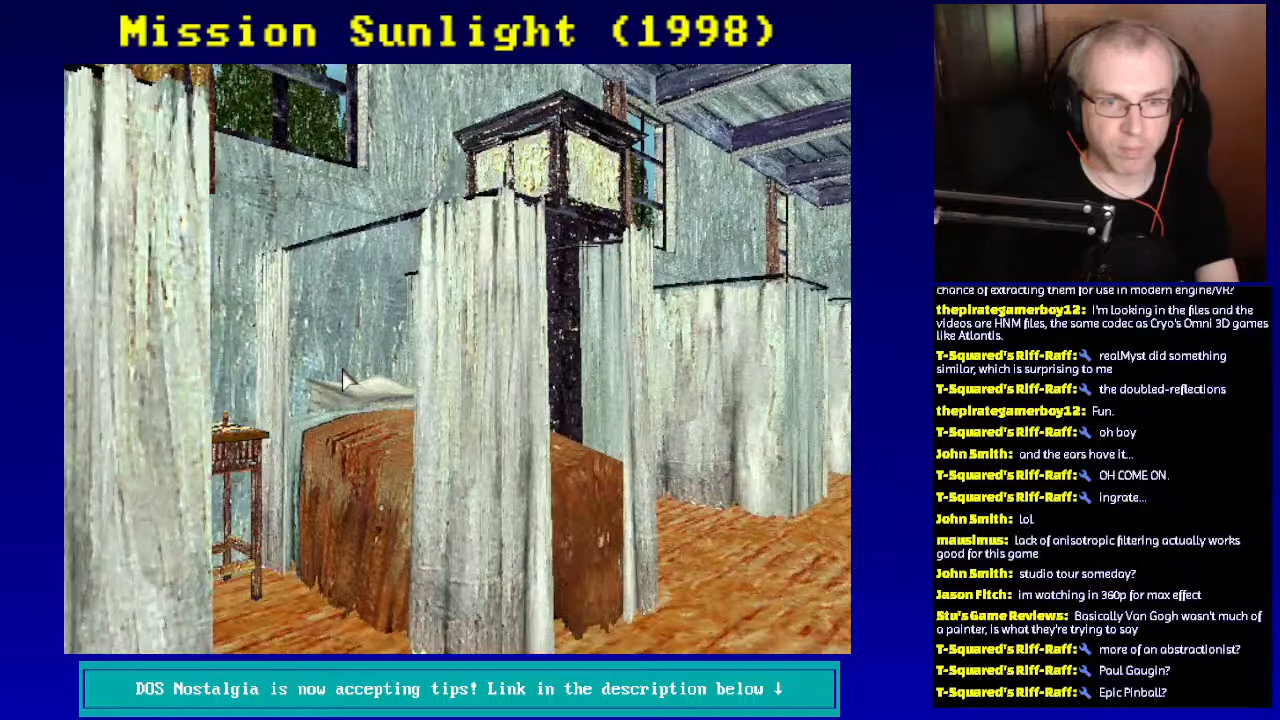 Mission Sunlight (1998)
chance of extracting them for use in modern engine/VR?
thepirategamerboy12: I'm looking in the files and the
videos are HNM files, the same codec as Cryo's Omni 3D games
like Atlantis.
T-Squared's Riff-Raff: realMyst did something
similar, which is surprising to me
T-Squared's Riff-Raff: the doubled-reflections
thepirategamerboy12: Fun.
T-Squared's Riff-Raff: oh boy
John Smith: and the ears have it...
T-Squared's Riff-Raff: OH COME ON.
T-Squared's Riff-Raff: ingrate...
John Smith: lol
mausimus: lack of anisotropic filtering actually works
good for this game
John Smith: studio tour someday?
Jason Fitch: im watching in 360p for max effect
Stu's Game Reviews: Basically Van Gogh wasn't much of
a painter, is what they're trying to say
T-Squared's Riff-Raff: more of an abstractionist?
T-Squared's Riff-Raff: Paul Gaugin?
T-Squared's Riff-Raff: Epic Pinball?
DOS Nostalgia is now accepting tips! Link in the description below ↓